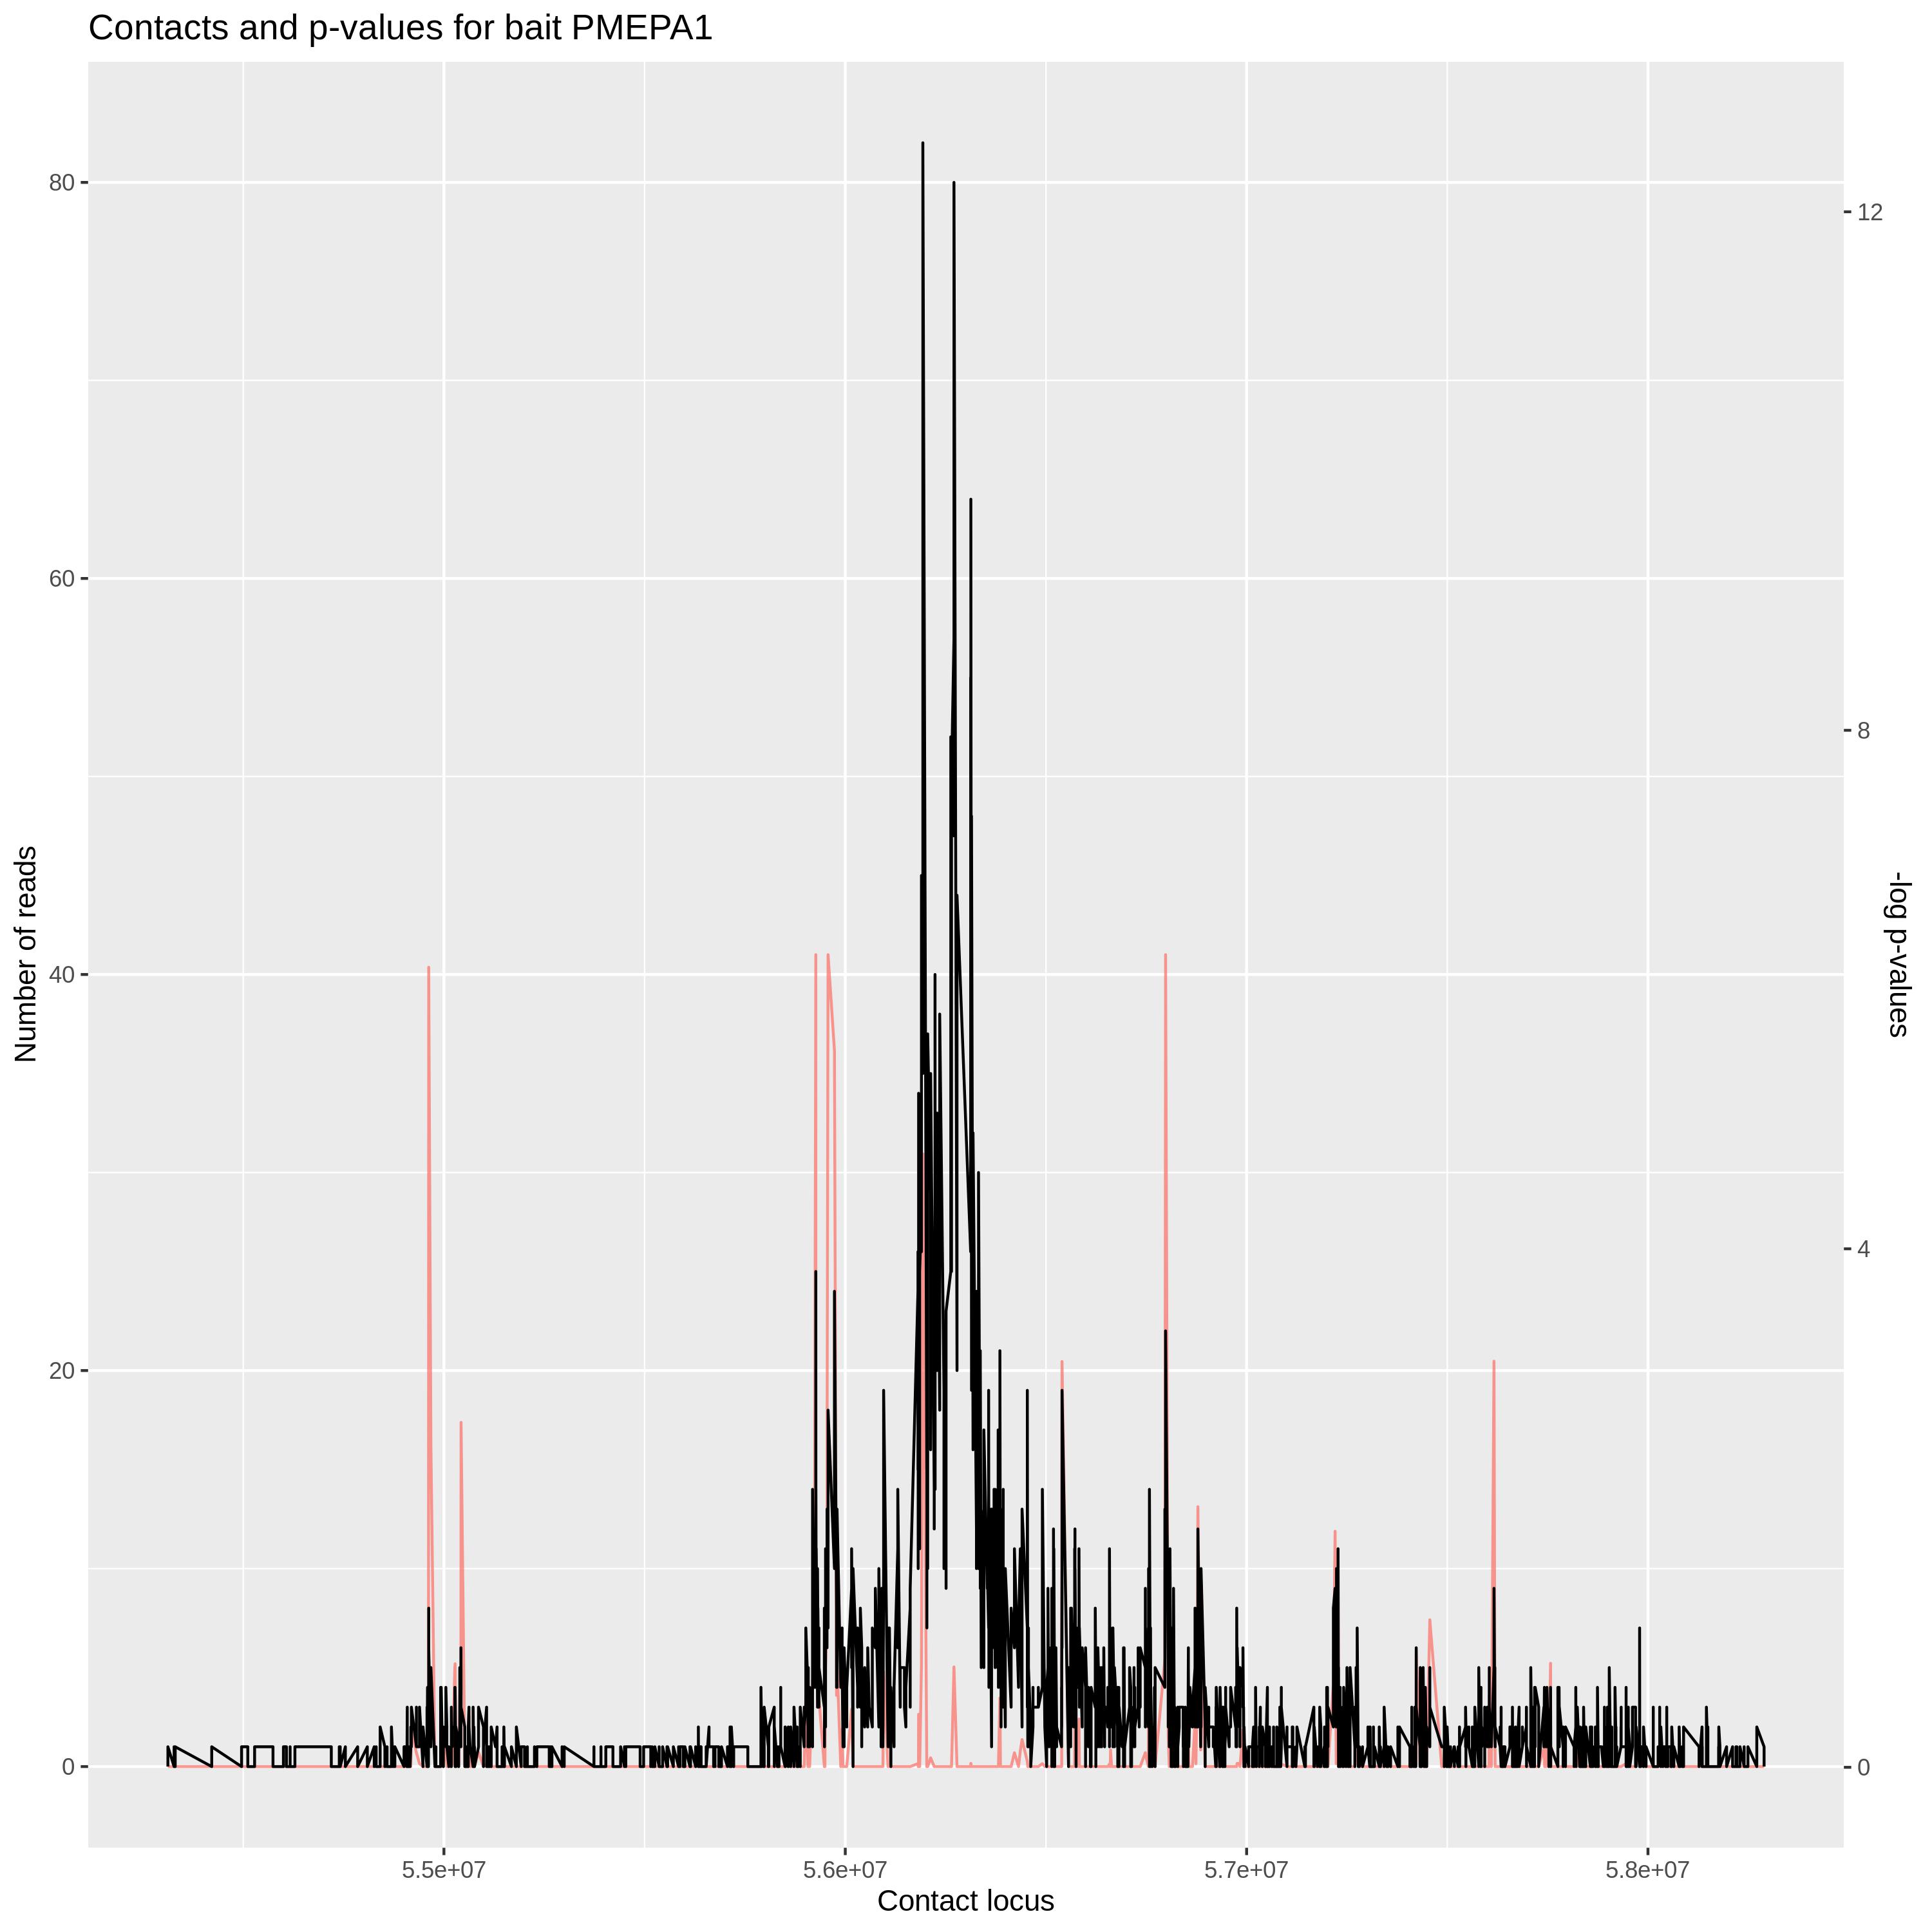 Contacts and p-values for bait PMEPA1
Number of reads
80
60
40
20
0
12
8
4
0
-log p-values
5.5e+07
5.6e+07
5.7e+07
5.8e+07
Contact locus